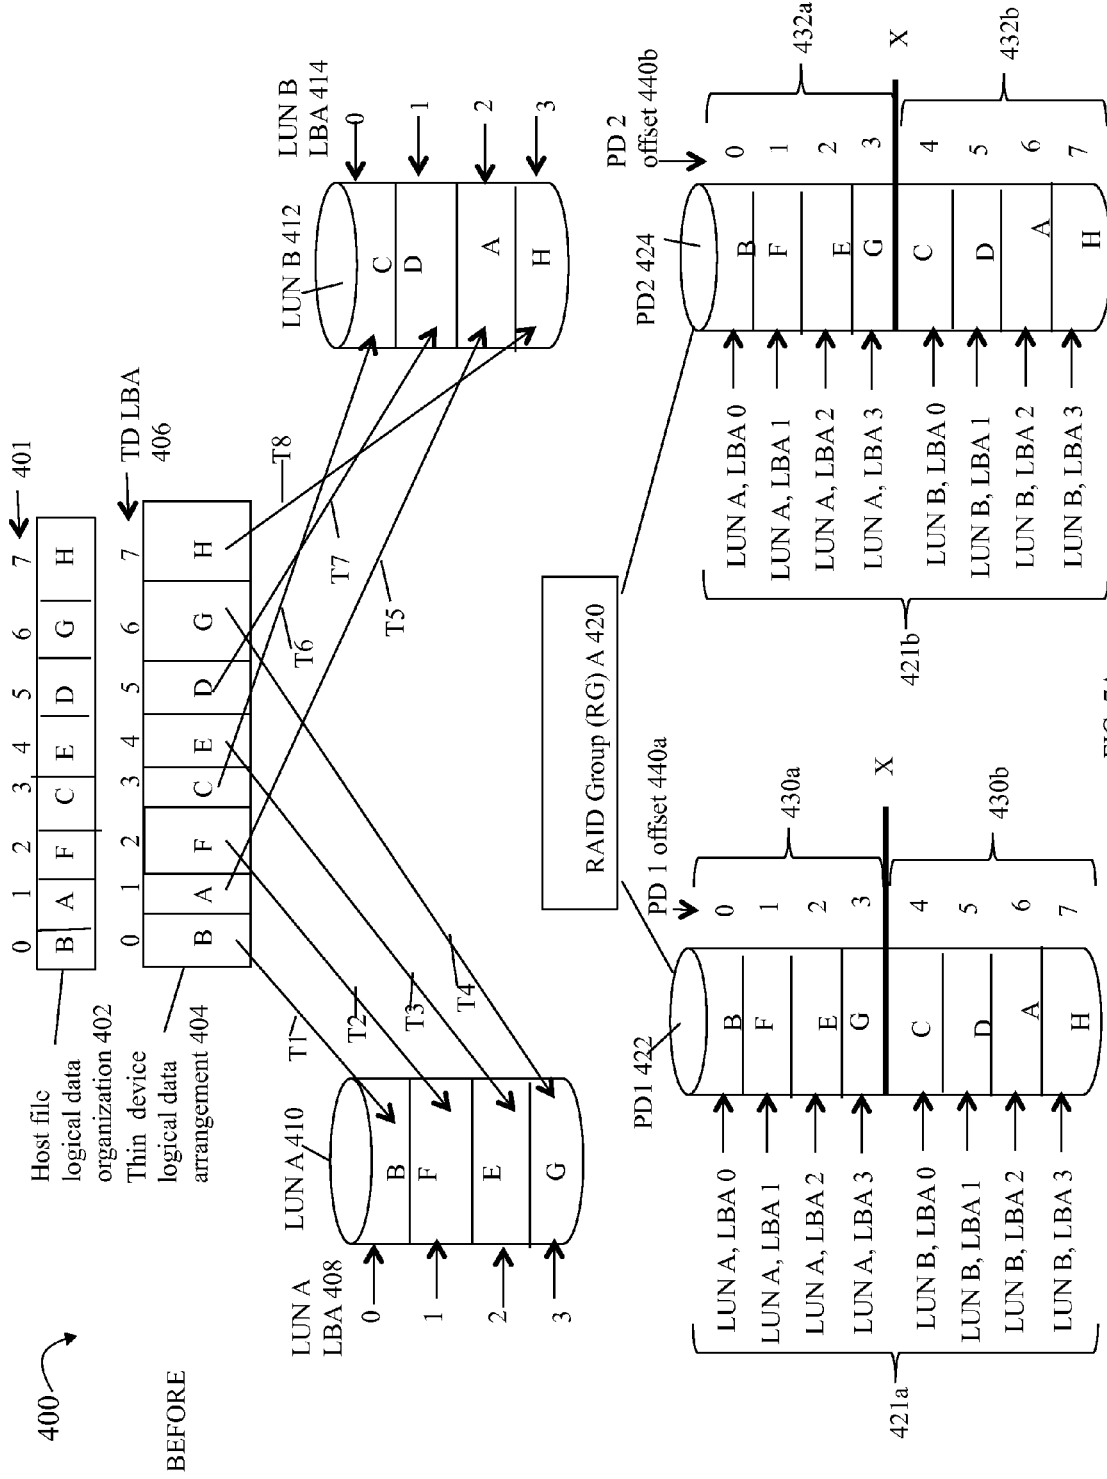 400
BEFORE
0 1 2 3 4 5 6 7 401
Host file
logical data
organization 402
B A F C E D G H
TD LBA
406
0 1 2 3 4 5 6 7
Thin device
logical data
arrangement 404
B A F C E D G H
T1
T2
T3
T4
T5
T6
T7
T8
LUN A
LBA 408
LUN A 410
0
1
2
3
B
F
E
G
LUN B 412
LUN B
LBA 414
C
D
A
H
0
1
2
3
RAID Group (RG) A 420
PD1 422
PD 1 offset 440a
LUN A, LBA 0 B 0
LUN A, LBA 1 F 1
LUN A, LBA 2 E 2
LUN A, LBA 3 G 3
430a
X
LUN B, LBA 0 C 4
LUN B, LBA 1 D 5
LUN B, LBA 2 A 6
LUN B, LBA 3 H 7
430b
421a
PD2 424
PD 2
offset 440b
LUN A, LBA 0 B 0
LUN A, LBA 1 F 1
LUN A, LBA 2 E 2
LUN A, LBA 3 G 3
432a
X
LUN B, LBA 0 C 4
LUN B, LBA 1 D 5
LUN B, LBA 2 A 6
LUN B, LBA 3 H 7
432b
421b